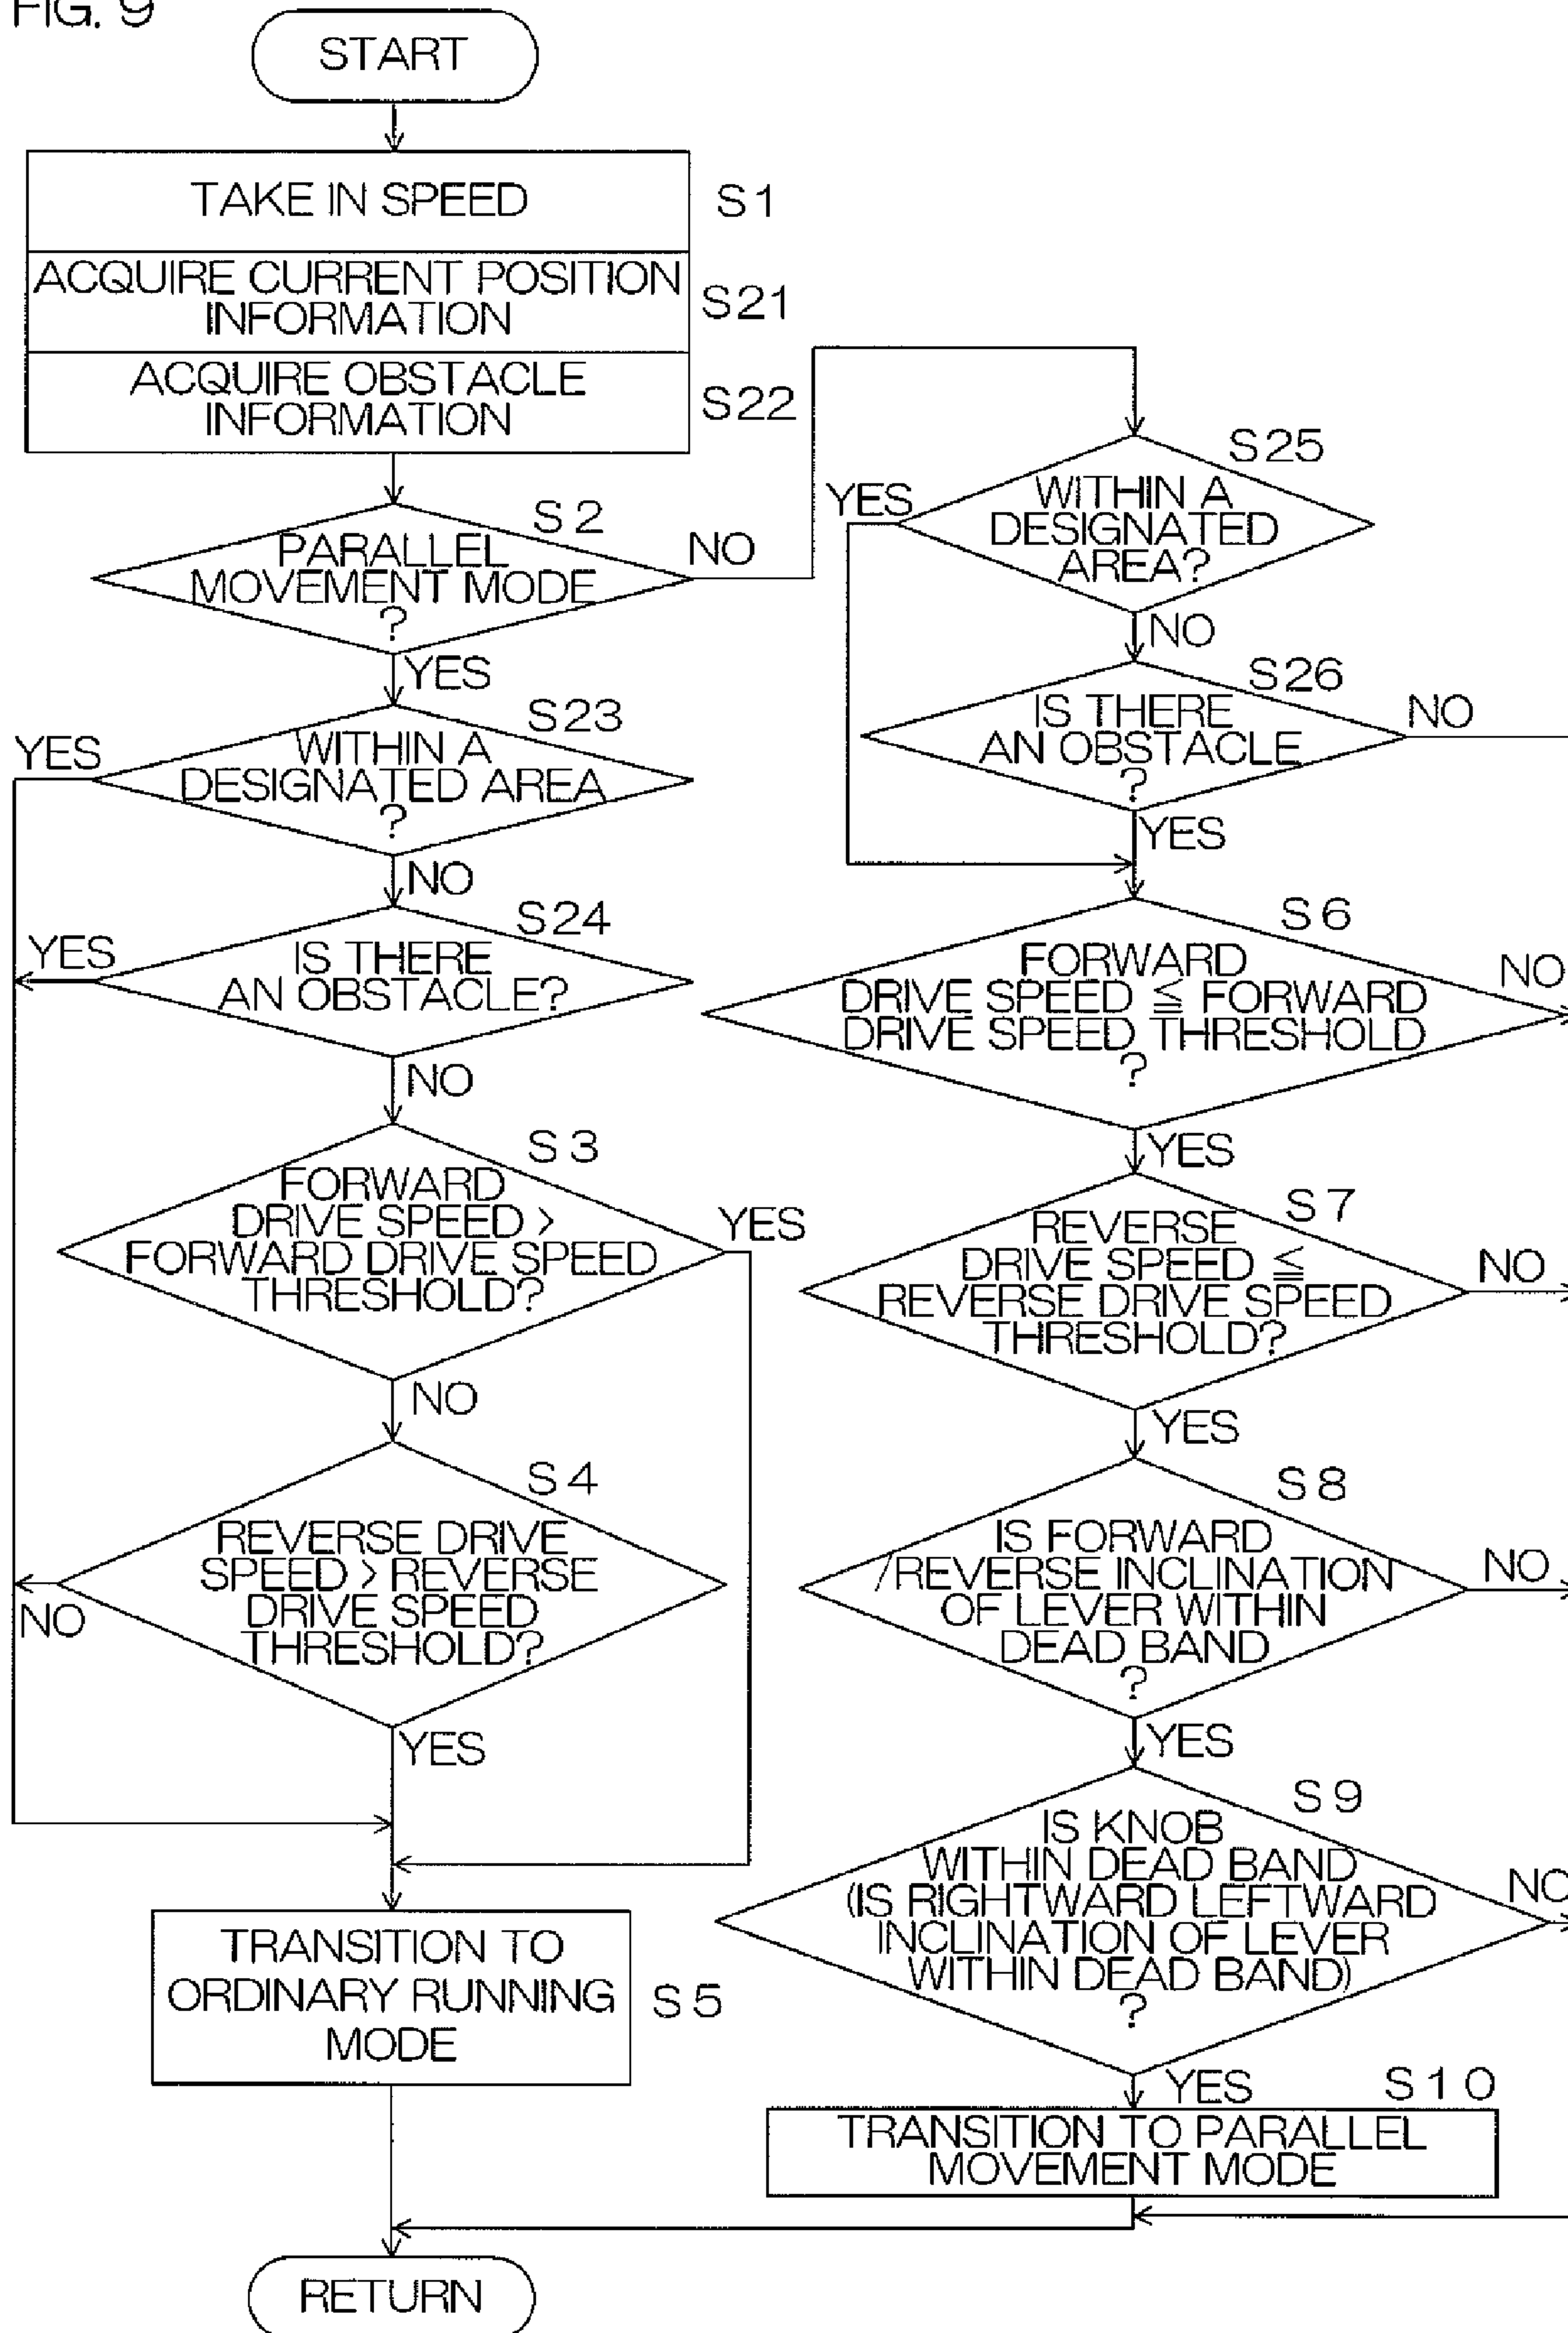 FIG. 9
START
TAKE IN SPEED
S1
ACQUIRE CURRENT POSITION
INFORMATION
S21
ACQUIRE OBSTACLE
INFORMATION
S22
S2
PARALLEL
MOVEMENT MODE
?
NO
YES
S23
YES
WITHIN A
DESIGNATED AREA
?
NO
S24
YES
IS THERE
AN OBSTACLE?
NO
S3
FORWARD
DRIVE SPEED >
FORWARD DRIVE SPEED
THRESHOLD?
YES
NO
S4
REVERSE DRIVE
SPEED > REVERSE
DRIVE SPEED
THRESHOLD?
NO
YES
TRANSITION TO
ORDINARY RUNNING
MODE
S5
RETURN
S25
YES
WITHIN A
DESIGNATED
AREA?
NO
S26
IS THERE
AN OBSTACLE
?
NO
YES
S6
FORWARD
DRIVE SPEED ≦ FORWARD
DRIVE SPEED THRESHOLD
?
NO
YES
S7
REVERSE
DRIVE SPEED ≦
REVERSE DRIVE SPEED
THRESHOLD?
NO
YES
S8
IS FORWARD
/REVERSE INCLINATION
OF LEVER WITHIN
DEAD BAND
?
NO
YES
S9
IS KNOB
WITHIN DEAD BAND
(IS RIGHTWARD LEFTWARD
INCLINATION OF LEVER
WITHIN DEAD BAND)
?
NO
YES
S10
TRANSITION TO PARALLEL
MOVEMENT MODE